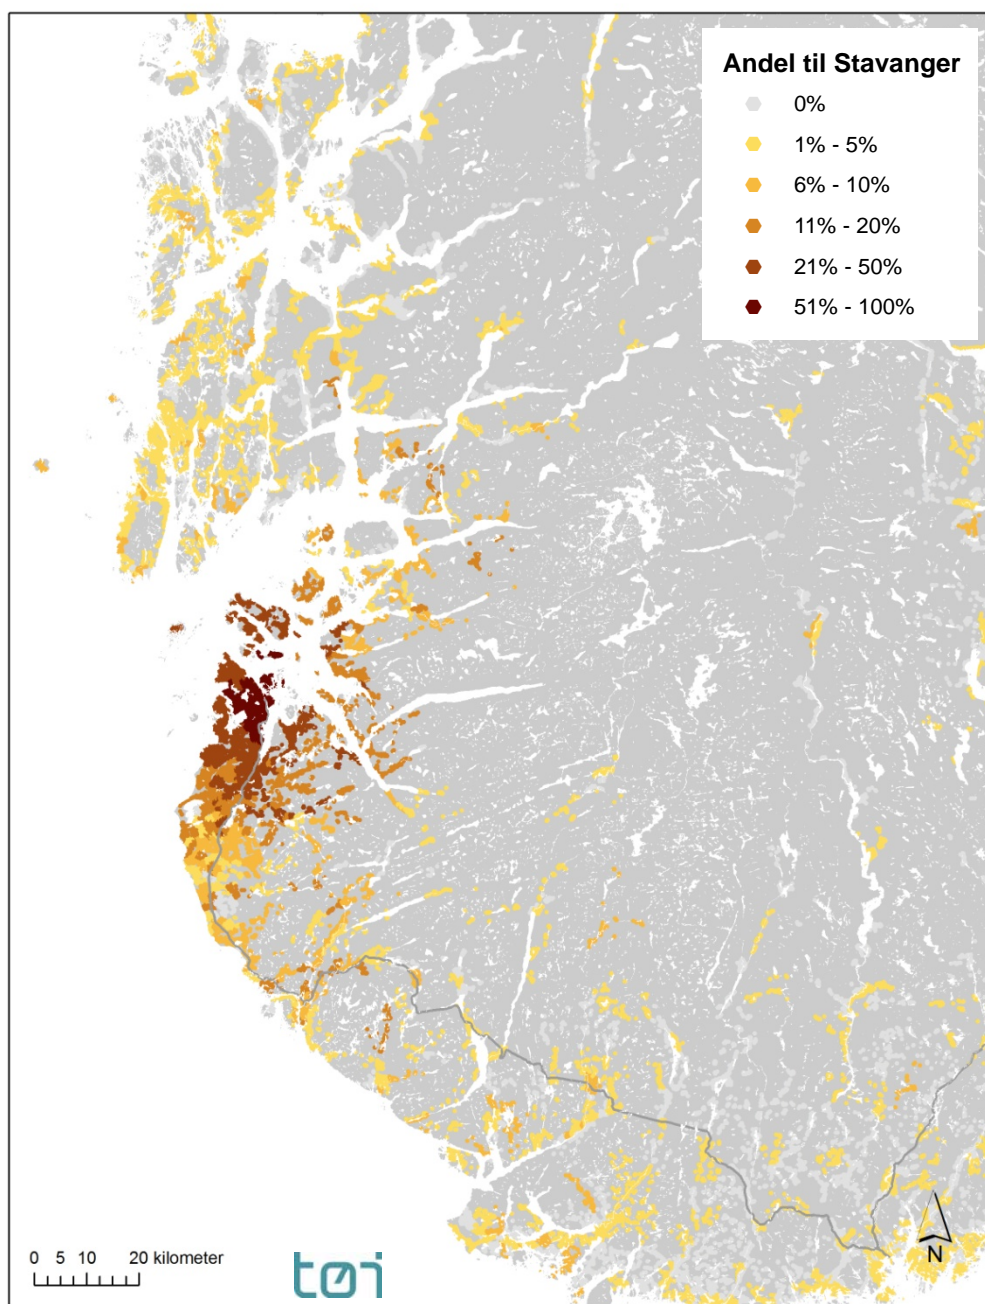 Andel til Stavanger
0%
1% - 5%
6% - 10%
11% - 20%
21% - 50%
51% - 100%
0 5 10 20 kilometer
tøi
N